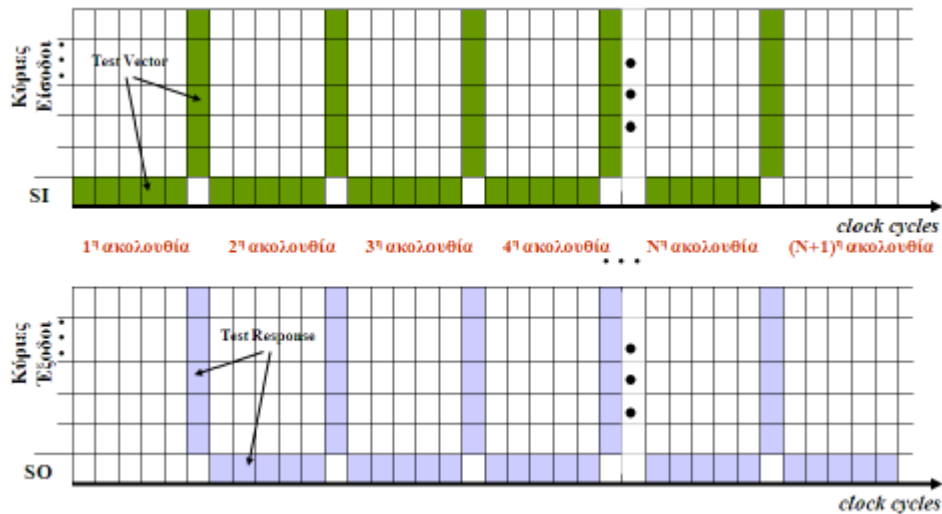 Κύριες
Είσοδοι
Test Vector
SI
clock cycles
1η ακολουθία 2η ακολουθία 3η ακολουθία 4η ακολουθία Νη ακολουθία (Ν+1)η ακολουθία
. . .
Κύριες
Έξοδοι
Test Response
SO
clock cycles